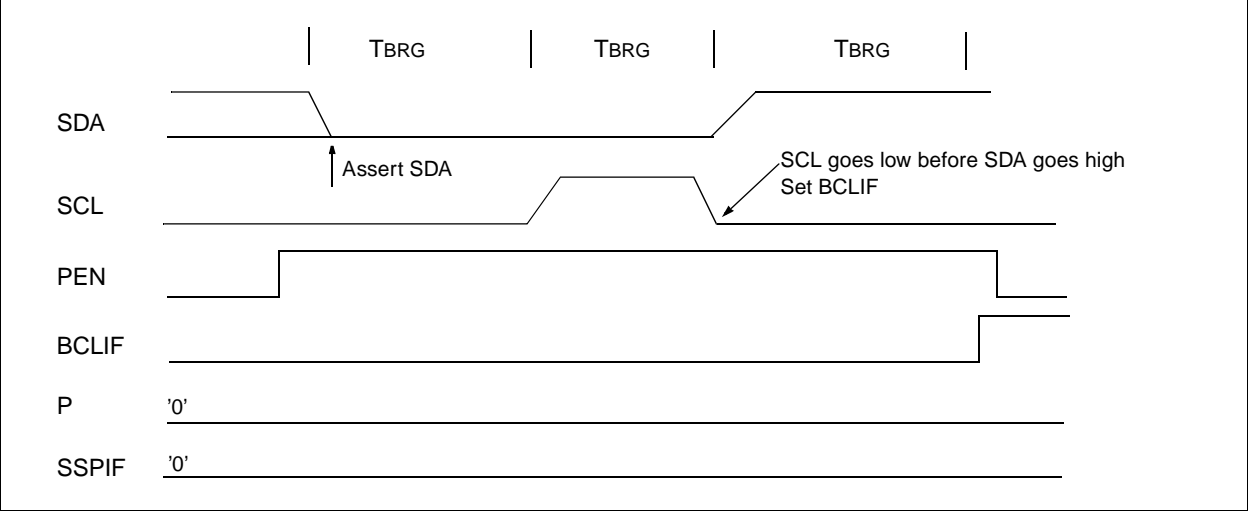 TBRG TBRG TBRG
SDA
Assert SDA
SCL goes low before SDA goes high
Set BCLIF
SCL
PEN
BCLIF
P '0'
SSPIF '0'